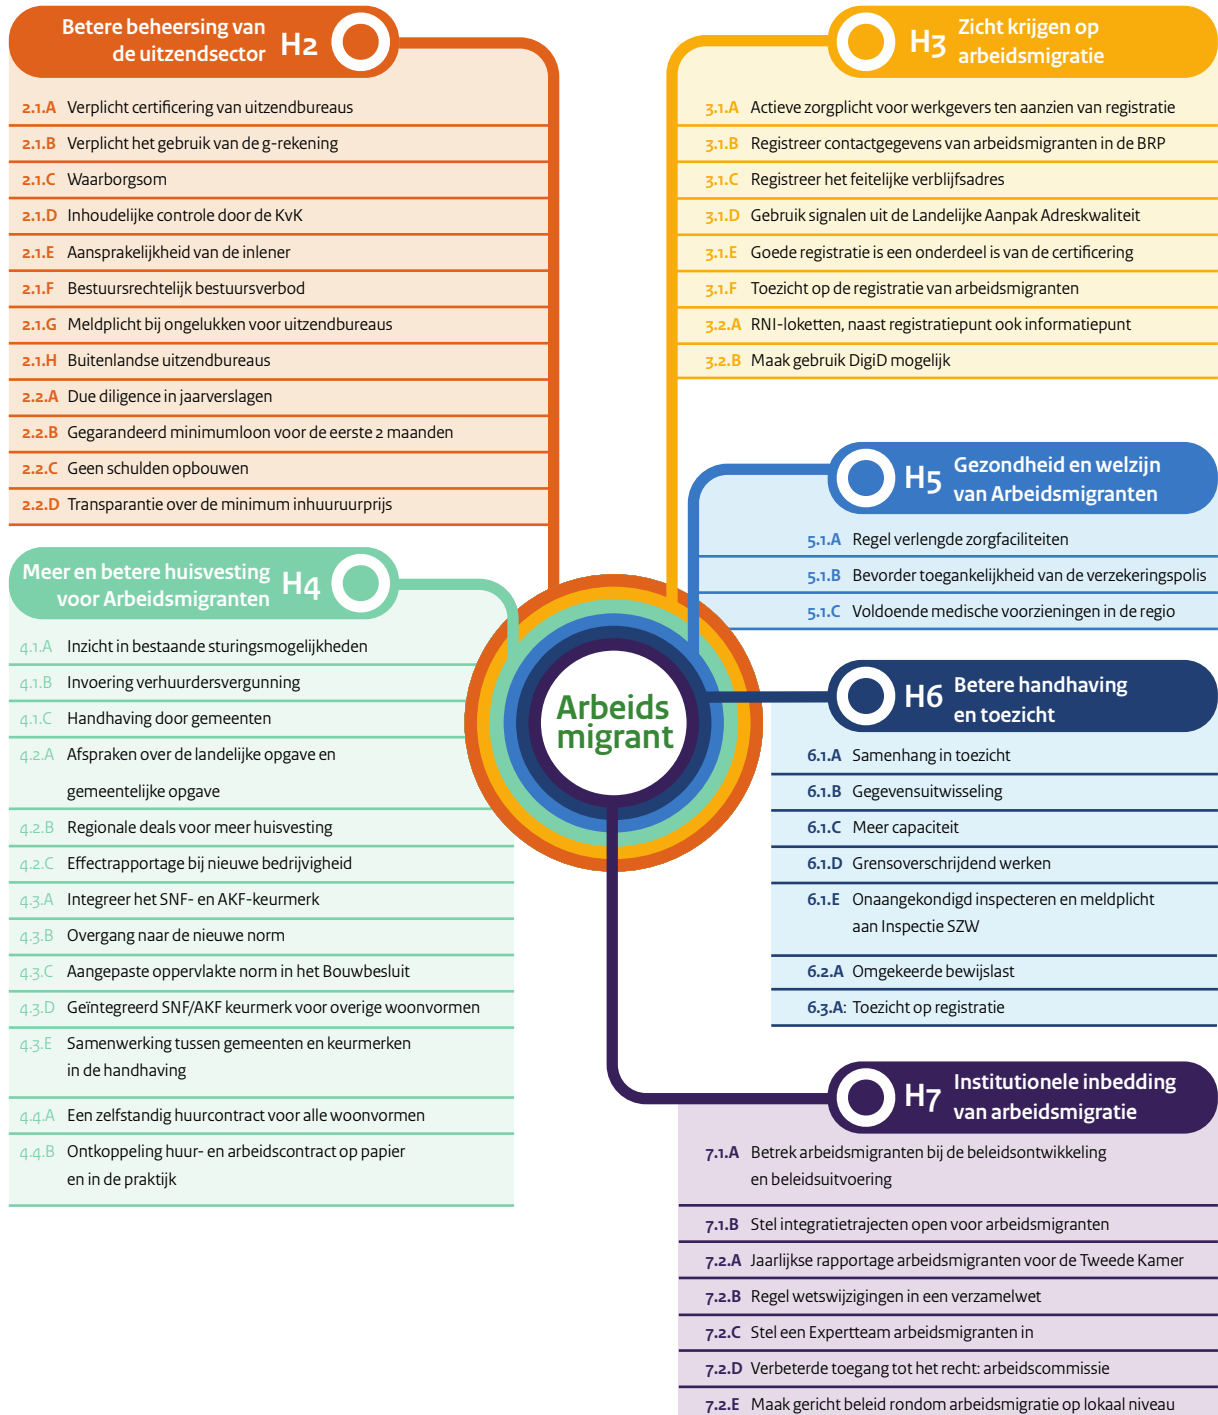 Betere beheersing van
de uitzendsector
H2
2.1.A Verplicht certificering van uitzendbureaus
2.1.B Verplicht het gebruik van de g-rekening
2.1.C Waarborgsom
2.1.D Inhoudelijke controle door de KvK
2.1.E Aansprakelijkheid van de inlener
2.1.F Bestuursrechtelijk bestuursverbod
2.1.G Meldplicht bij ongelukken voor uitzendbureaus
2.1.H Buitenlandse uitzendbureaus
2.2.A Due diligence in jaarverslagen
2.2.B Gegarandeerd minimumloon voor de eerste 2 maanden
2.2.C Geen schulden opbouwen
2.2.D Transparantie over de minimum inhuuruurprijs
H3
Zicht krijgen op
arbeidsmigratie
3.1.A Actieve zorgplicht voor werkgevers ten aanzien van registratie
3.1.B Registreer contactgegevens van arbeidsmigranten in de BRP
3.1.C Registreer het feitelijke verblijfsadres
3.1.D Gebruik signalen uit de Landelijke Aanpak Adreskwaliteit
3.1.E Goede registratie is een onderdeel is van de certificering
3.1.F Toezicht op de registratie van arbeidsmigranten
3.2.A RNI-loketten, naast registratiepunt ook informatiepunt
3.2.B Maak gebruik DigiD mogelijk
Meer en betere huisvesting
voor Arbeidsmigranten
H4
4.1.A Inzicht in bestaande sturingsmogelijkheden
4.1.B Invoering verhuurdersvergunning
4.1.C Handhaving door gemeenten
4.2.A Afspraken over de landelijke opgave en
gemeentelijke opgave
4.2.B Regionale deals voor meer huisvesting
4.2.C Effectrapportage bij nieuwe bedrijvigheid
4.3.A Integreer het SNF- en AKF-keurmerk
4.3.B Overgang naar de nieuwe norm
4.3.C Aangepaste oppervlakte norm in het Bouwbesluit
4.3.D Geïntegreerd SNF/AKF keurmerk voor overige woonvormen
4.3.E Samenwerking tussen gemeenten en keurmerken
in de handhaving
4.4.A Een zelfstandig huurcontract voor alle woonvormen
4.4.B Ontkoppeling huur- en arbeidscontract op papier
en in de praktijk
Arbeids
migrant
H5
Gezondheid en welzijn
van Arbeidsmigranten
5.1.A Regel verlengde zorgfaciliteiten
5.1.B Bevorder toegankelijkheid van de verzekeringspolis
5.1.C Voldoende medische voorzieningen in de regio
H6
Betere handhaving
en toezicht
6.1.A Samenhang in toezicht
6.1.B Gegevensuitwisseling
6.1.C Meer capaciteit
6.1.D Grensoverschrijdend werken
6.1.E Onaangekondigd inspecteren en meldplicht
aan Inspectie SZW
6.2.A Omgekeerde bewijslast
6.3.A: Toezicht op registratie
H7
Institutionele inbedding
van arbeidsmigratie
7.1.A Betrek arbeidsmigranten bij de beleidsontwikkeling
en beleidsuitvoering
7.1.B Stel integratietrajecten open voor arbeidsmigranten
7.2.A Jaarlijkse rapportage arbeidsmigranten voor de Tweede Kamer
7.2.B Regel wetswijzigingen in een verzamelwet
7.2.C Stel een Expertteam arbeidsmigranten in
7.2.D Verbeterde toegang tot het recht: arbeidscommissie
7.2.E Maak gericht beleid rondom arbeidsmigratie op lokaal niveau